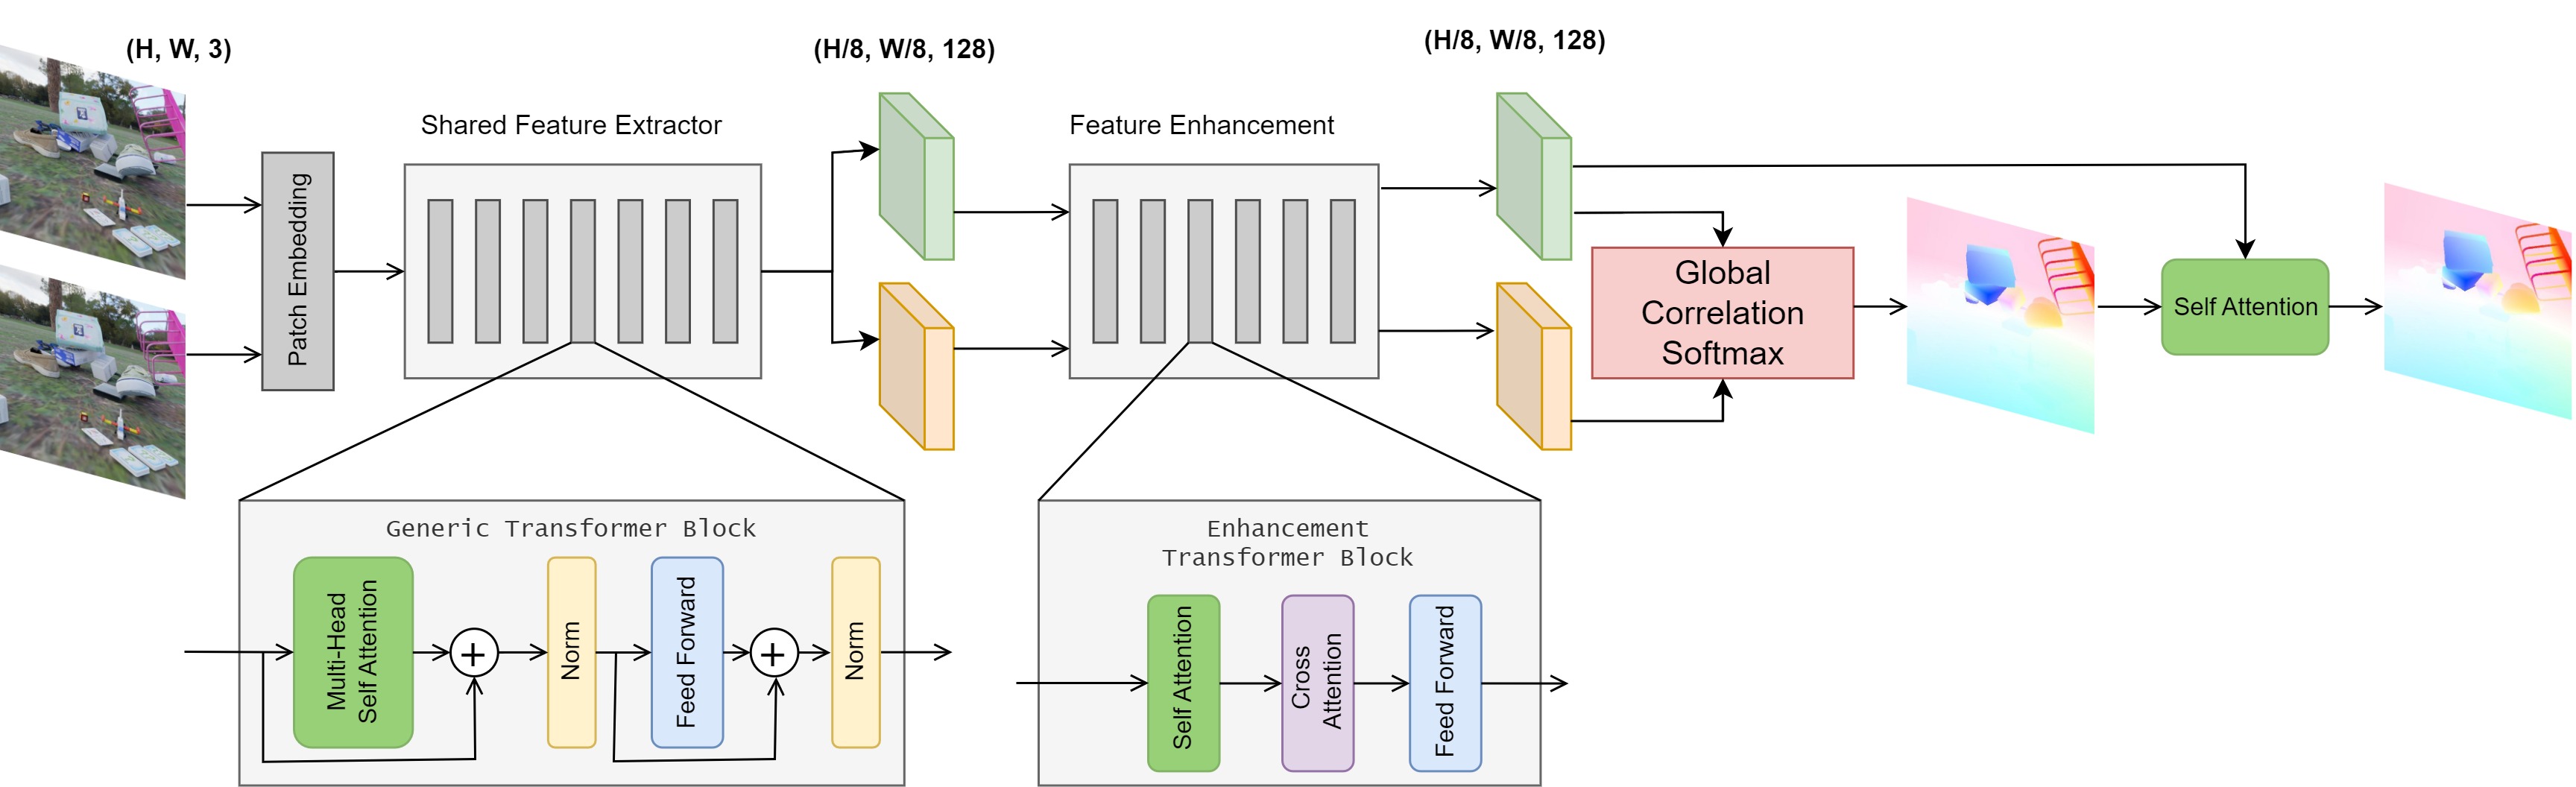 (H, W, 3)
(H/8, W/8, 128)
(H/8, W/8, 128)
Shared Feature Extractor
Feature Enhancement
Patch Embedding
Global
Correlation
Softmax
Self Attention
Generic Transformer Block
Multi-Head
Self Attention
+
Norm
Feed Forward
+
Norm
Enhancement
Transformer Block
Self Attention
Cross
Attention
Feed Forward